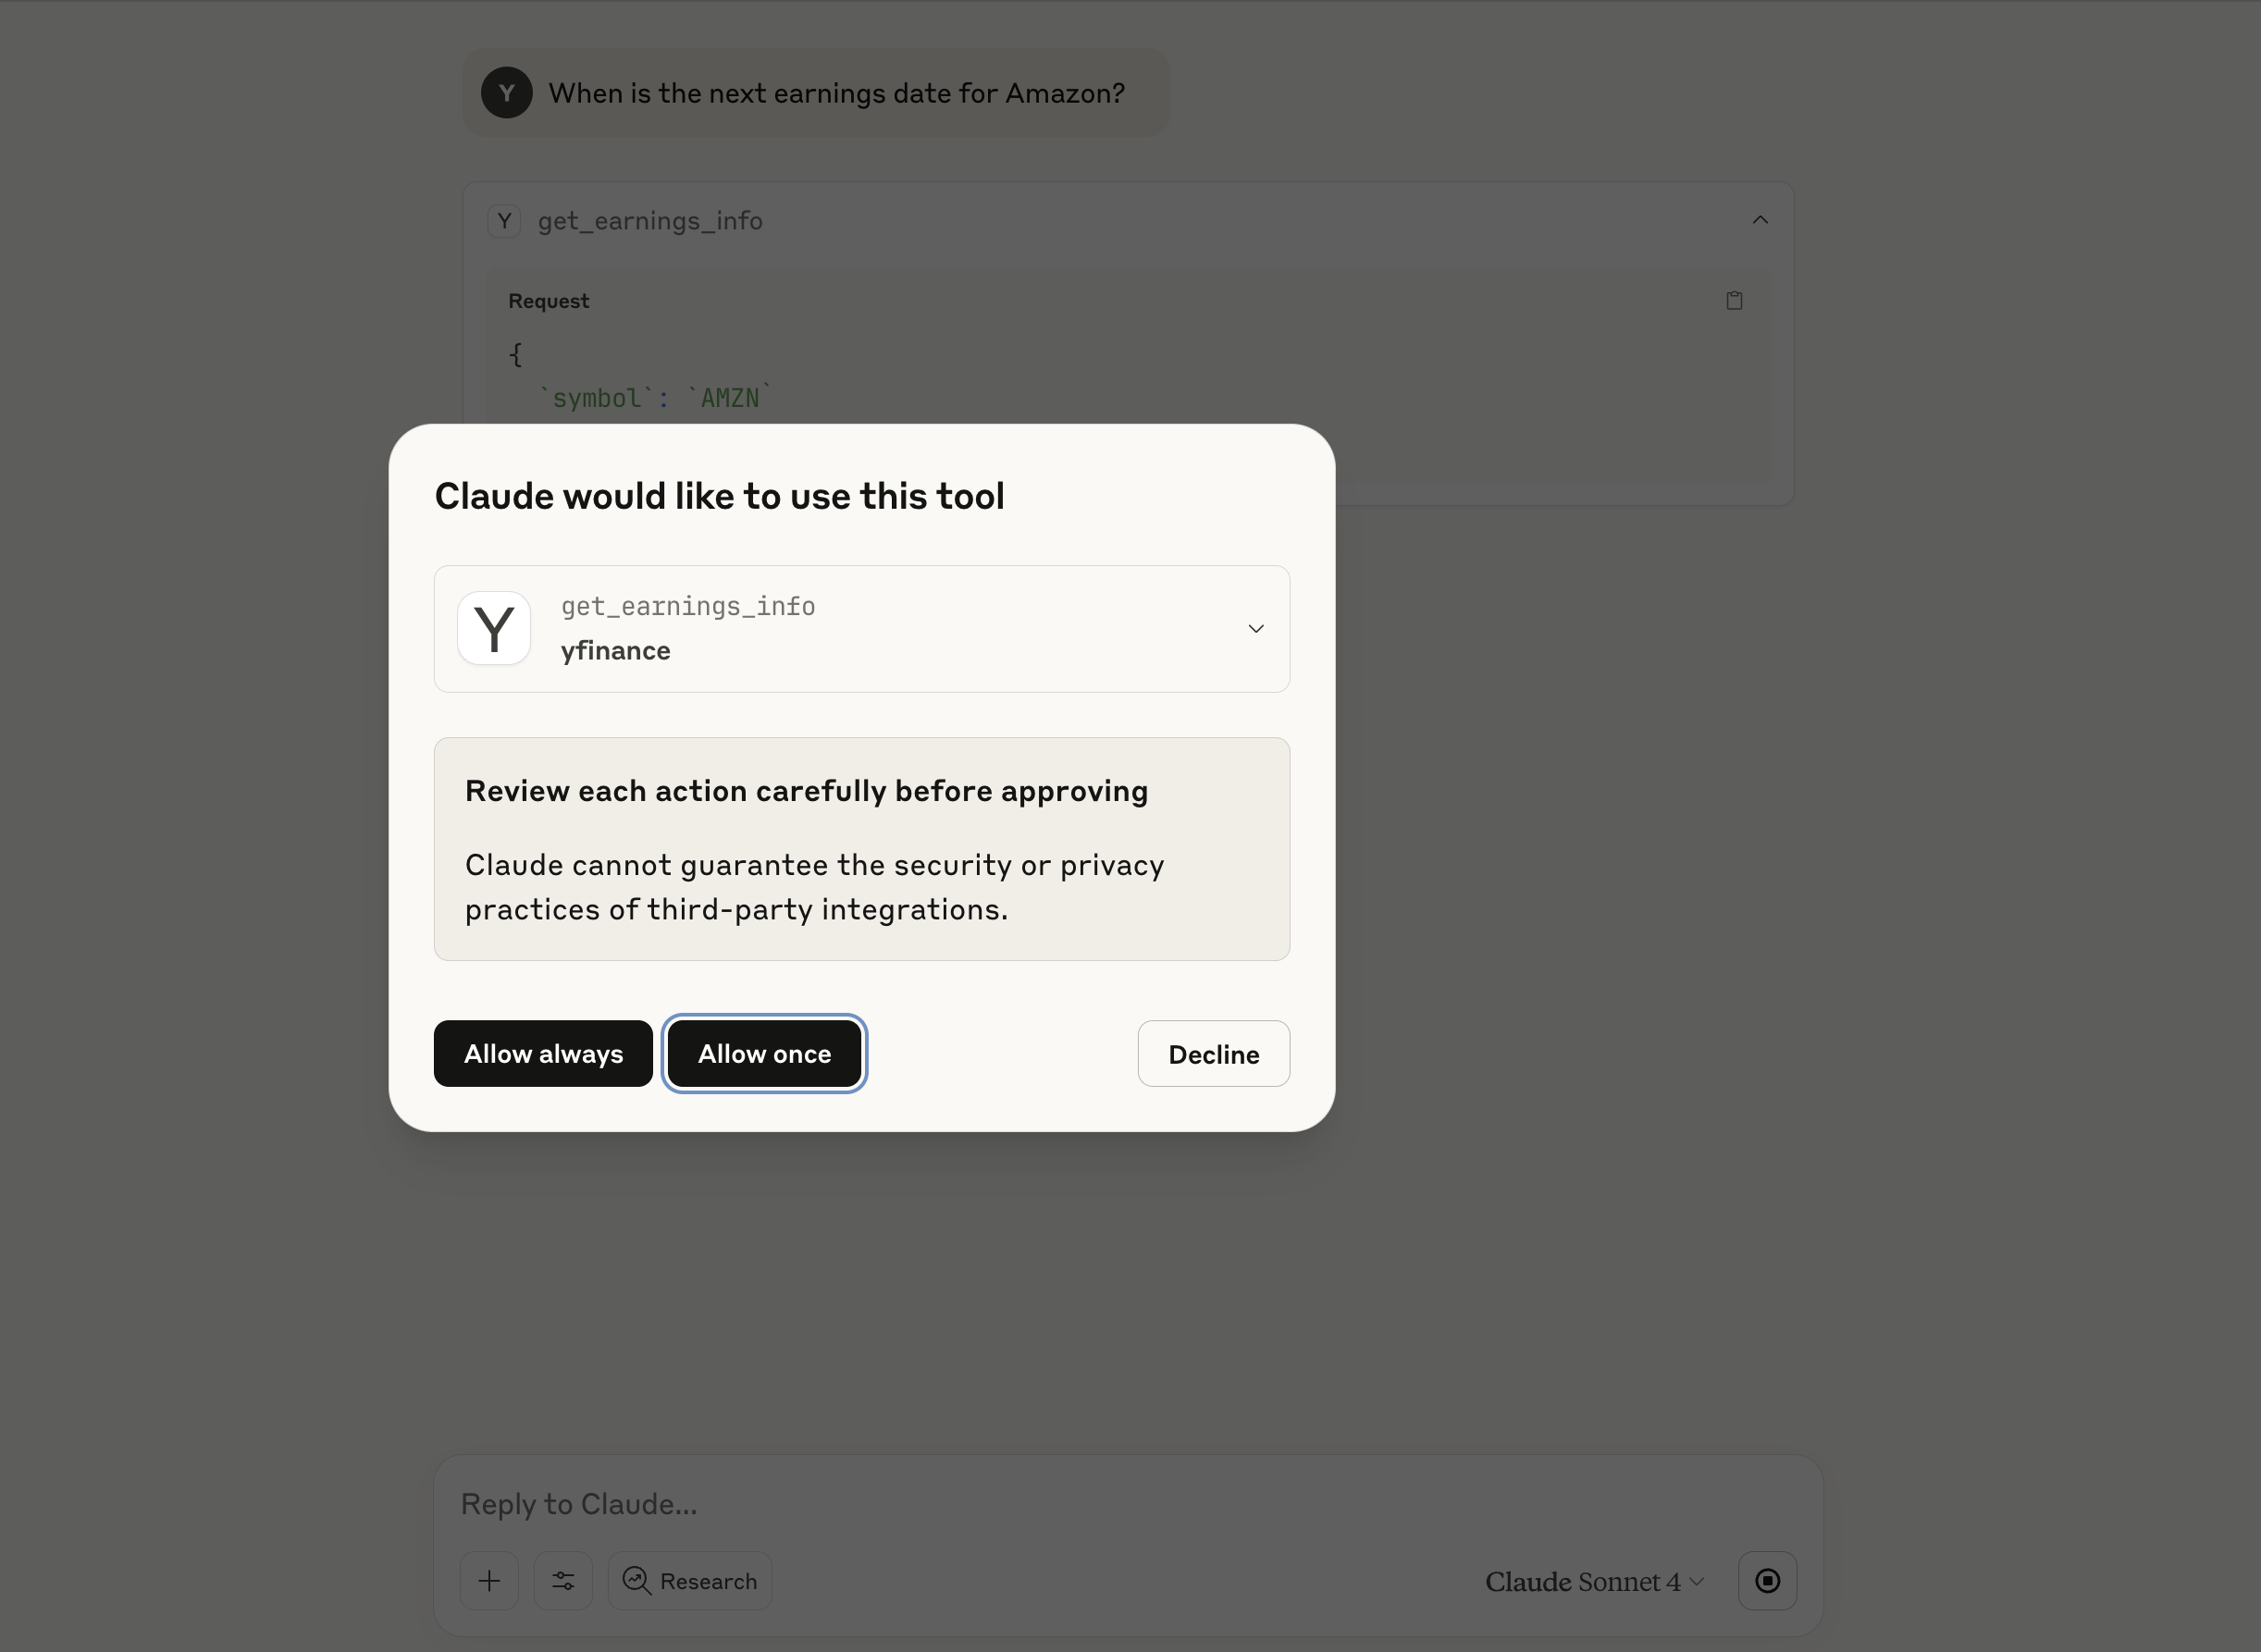 Y
When is the next earnings date for Amazon?
Y
get_earnings_info
Request
{
`symbol`: `AMZN`
Claude would like to use this tool
Y
get_earnings_info
yfinance
Review each action carefully before approving
Claude cannot guarantee the security or privacy
practices of third-party integrations.
Allow always
Allow once
Decline
Reply to Claude...
Research
Claude Sonnet 4